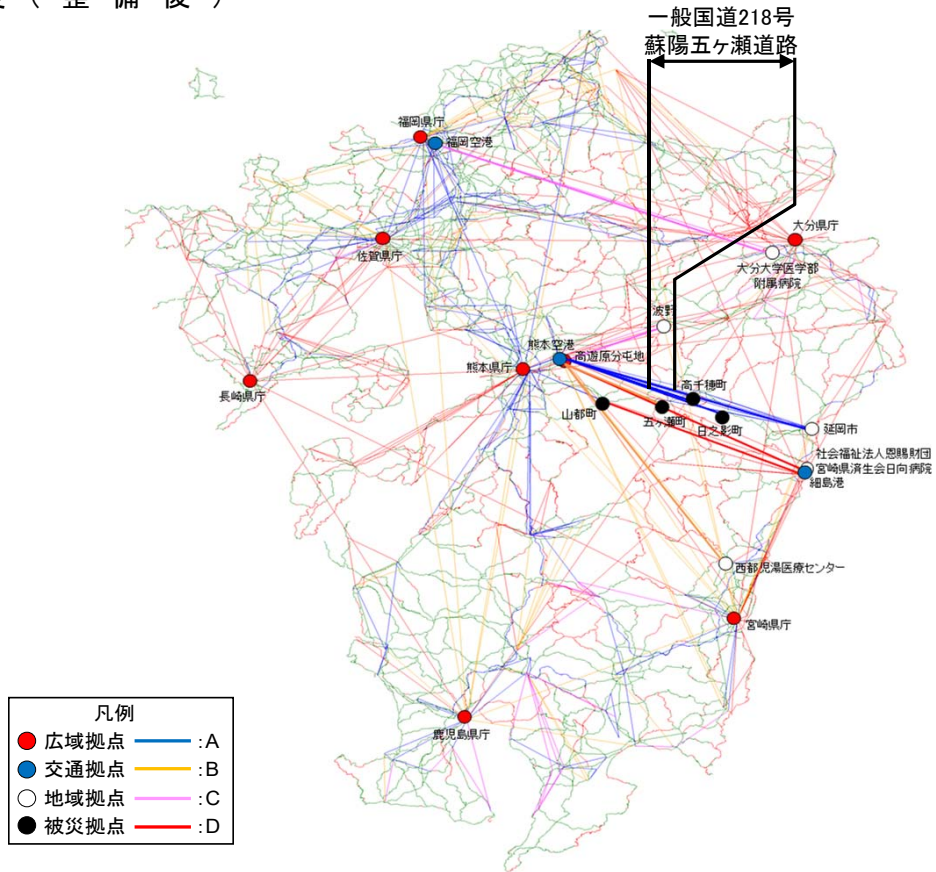 (整備後)
一般国道218号
蘇陽五ヶ瀬道路
福岡県庁
福岡空港
佐賀県庁
大分県庁
大分大学医学部
附属病院
波野
熊本空港
高遊原分屯地
熊本県庁
長崎県庁
高千穂町
山都町
五ヶ瀬町
日之影町
延岡市
社会福祉法人恩賜財団
宮崎県済生会日向病院
細島港
西都児湯医療センター
宮崎県庁
鹿児島県庁
凡例
広域拠点 :A
交通拠点 :B
地域拠点 :C
被災拠点 :D